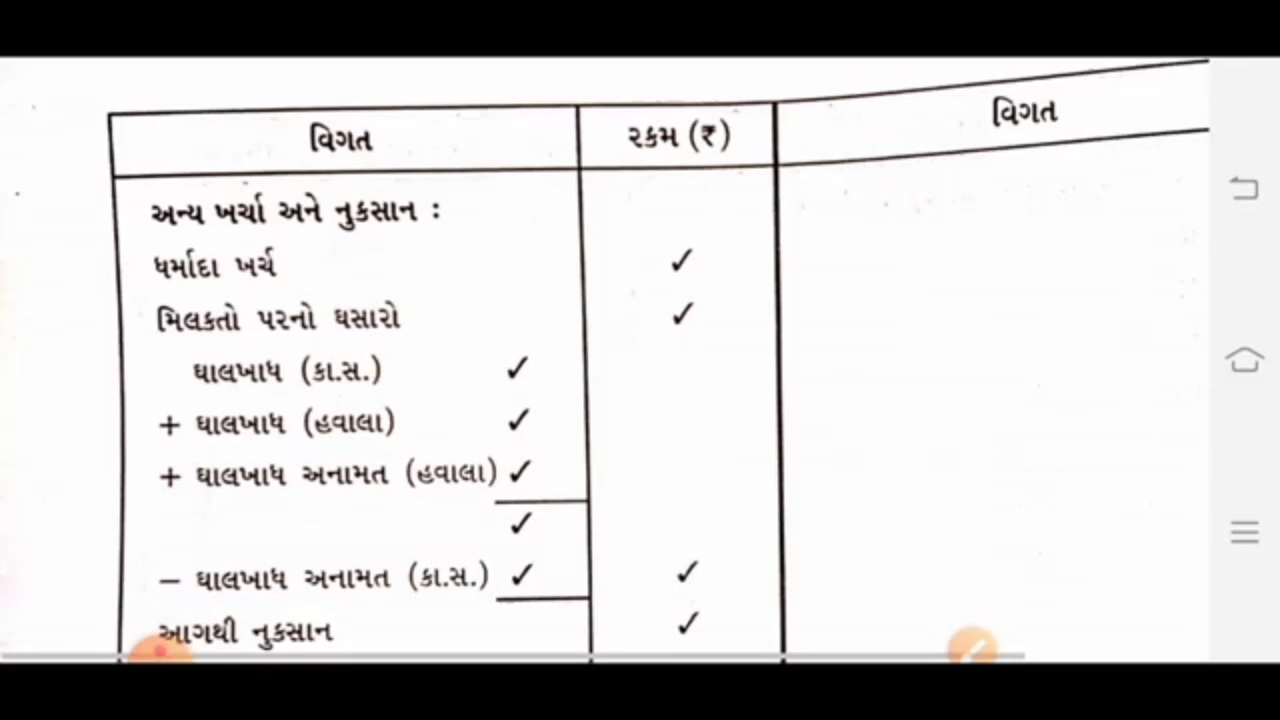 વિગત રકમ (₹) વિગત
અન્ય ખર્ચા અને નુકસાન :
ધર્માદા ખર્ચ ✓
મિલકતો પરનો ઘસારો ✓
ઘાલખાધ (કા.સ.) ✓
+ ઘાલખાધ (હવાલા) ✓
+ ઘાલખાધ અનામત (હવાલા) ✓
✓
– ઘાલખાધ અનામત (કા.સ.) ✓ ✓
આગથી નુકસાન ✓